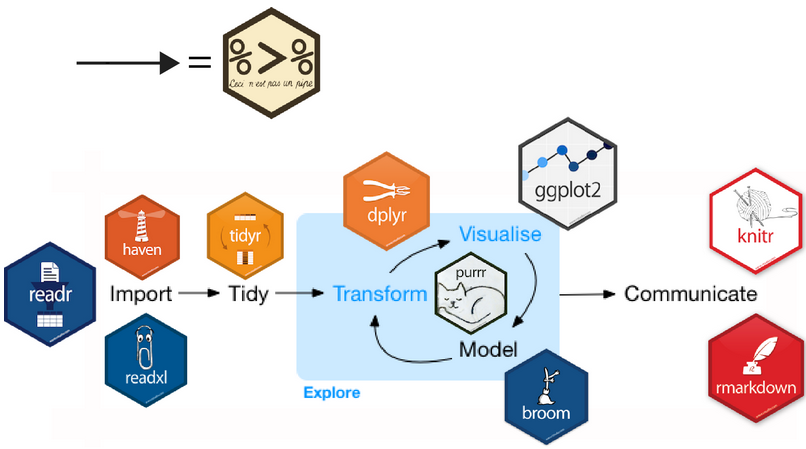 =
%>%
Ceci n'est pas un pipe
ggplot2
dplyr
knitr
haven
tidyr
Visualise
purrr
readr
Import
Tidy
Transform
Communicate
Model
readxl
rmarkdown
Explore
broom